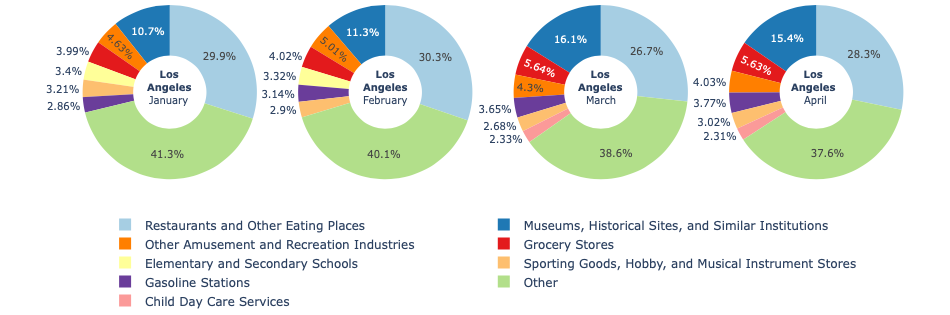 10.7%
29.9%
4.63%
3.99%
3.4%
3.21%
2.86%
41.3%
Los
Angeles
January
11.3%
30.3%
5.01%
4.02%
3.32%
3.14%
2.9%
40.1%
Los
Angeles
February
16.1%
26.7%
5.64%
4.3%
3.65%
2.68%
2.33%
38.6%
Los
Angeles
March
15.4%
28.3%
5.63%
4.03%
3.77%
3.02%
2.31%
37.6%
Los
Angeles
April
Restaurants and Other Eating Places
Other Amusement and Recreation Industries
Elementary and Secondary Schools
Gasoline Stations
Child Day Care Services
Museums, Historical Sites, and Similar Institutions
Grocery Stores
Sporting Goods, Hobby, and Musical Instrument Stores
Other